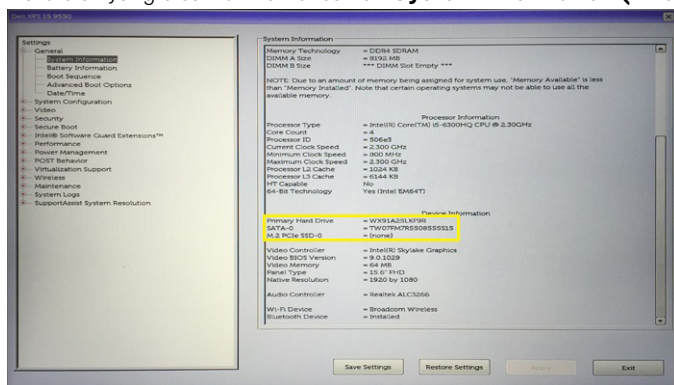 Dell XPS 15 9550
Settings
General
System Information
Battery Information
Boot Sequence
Advanced Boot Options
Date/Time
System Configuration
Video
Security
Secure Boot
Intel® Software Guard Extensions™
Performance
Power Management
POST Behavior
Virtualization Support
Wireless
Maintenance
System Logs
SupportAssist System Resolution
System Information
Memory Technology = DDR4 SDRAM
DIMM A Size = 8192 MB
DIMM B Size *** DIMM Slot Empty ***
NOTE: Due to an amount of memory being assigned for system use, "Memory Available" is less
than "Memory Installed". Note that certain operating systems may not be able to use all the
available memory.
Processor Information
Processor Type = Intel(R) Core(TM) i5-6300HQ CPU @ 2.30GHz
Core Count = 4
Processor ID = 506e3
Current Clock Speed = 2.300 GHz
Minimum Clock Speed = 900 MHz
Maximum Clock Speed = 2.300 GHz
Processor L2 Cache = 1024 KB
Processor L3 Cache = 6144 KB
HT Capable No
64-Bit Technology Yes (Intel EM64T)
Device Information
Primary Hard Drive = WX91A25LKF9R
SATA-0
M.2 PCIe SSD-0 = (none)
Video Controller = Intel(R) Skylake Graphics
Video BIOS Version = 9.0.1029
Video Memory = 64 MB
Panel Type = 15.6" FHD
Native Resolution = 1920 by 1080
Audio Controller = Realtek ALC3266
Wi-Fi Device = Broadcom Wireless
Bluetooth Device = Installed
Save Settings
Restore Settings
Apply
Exit